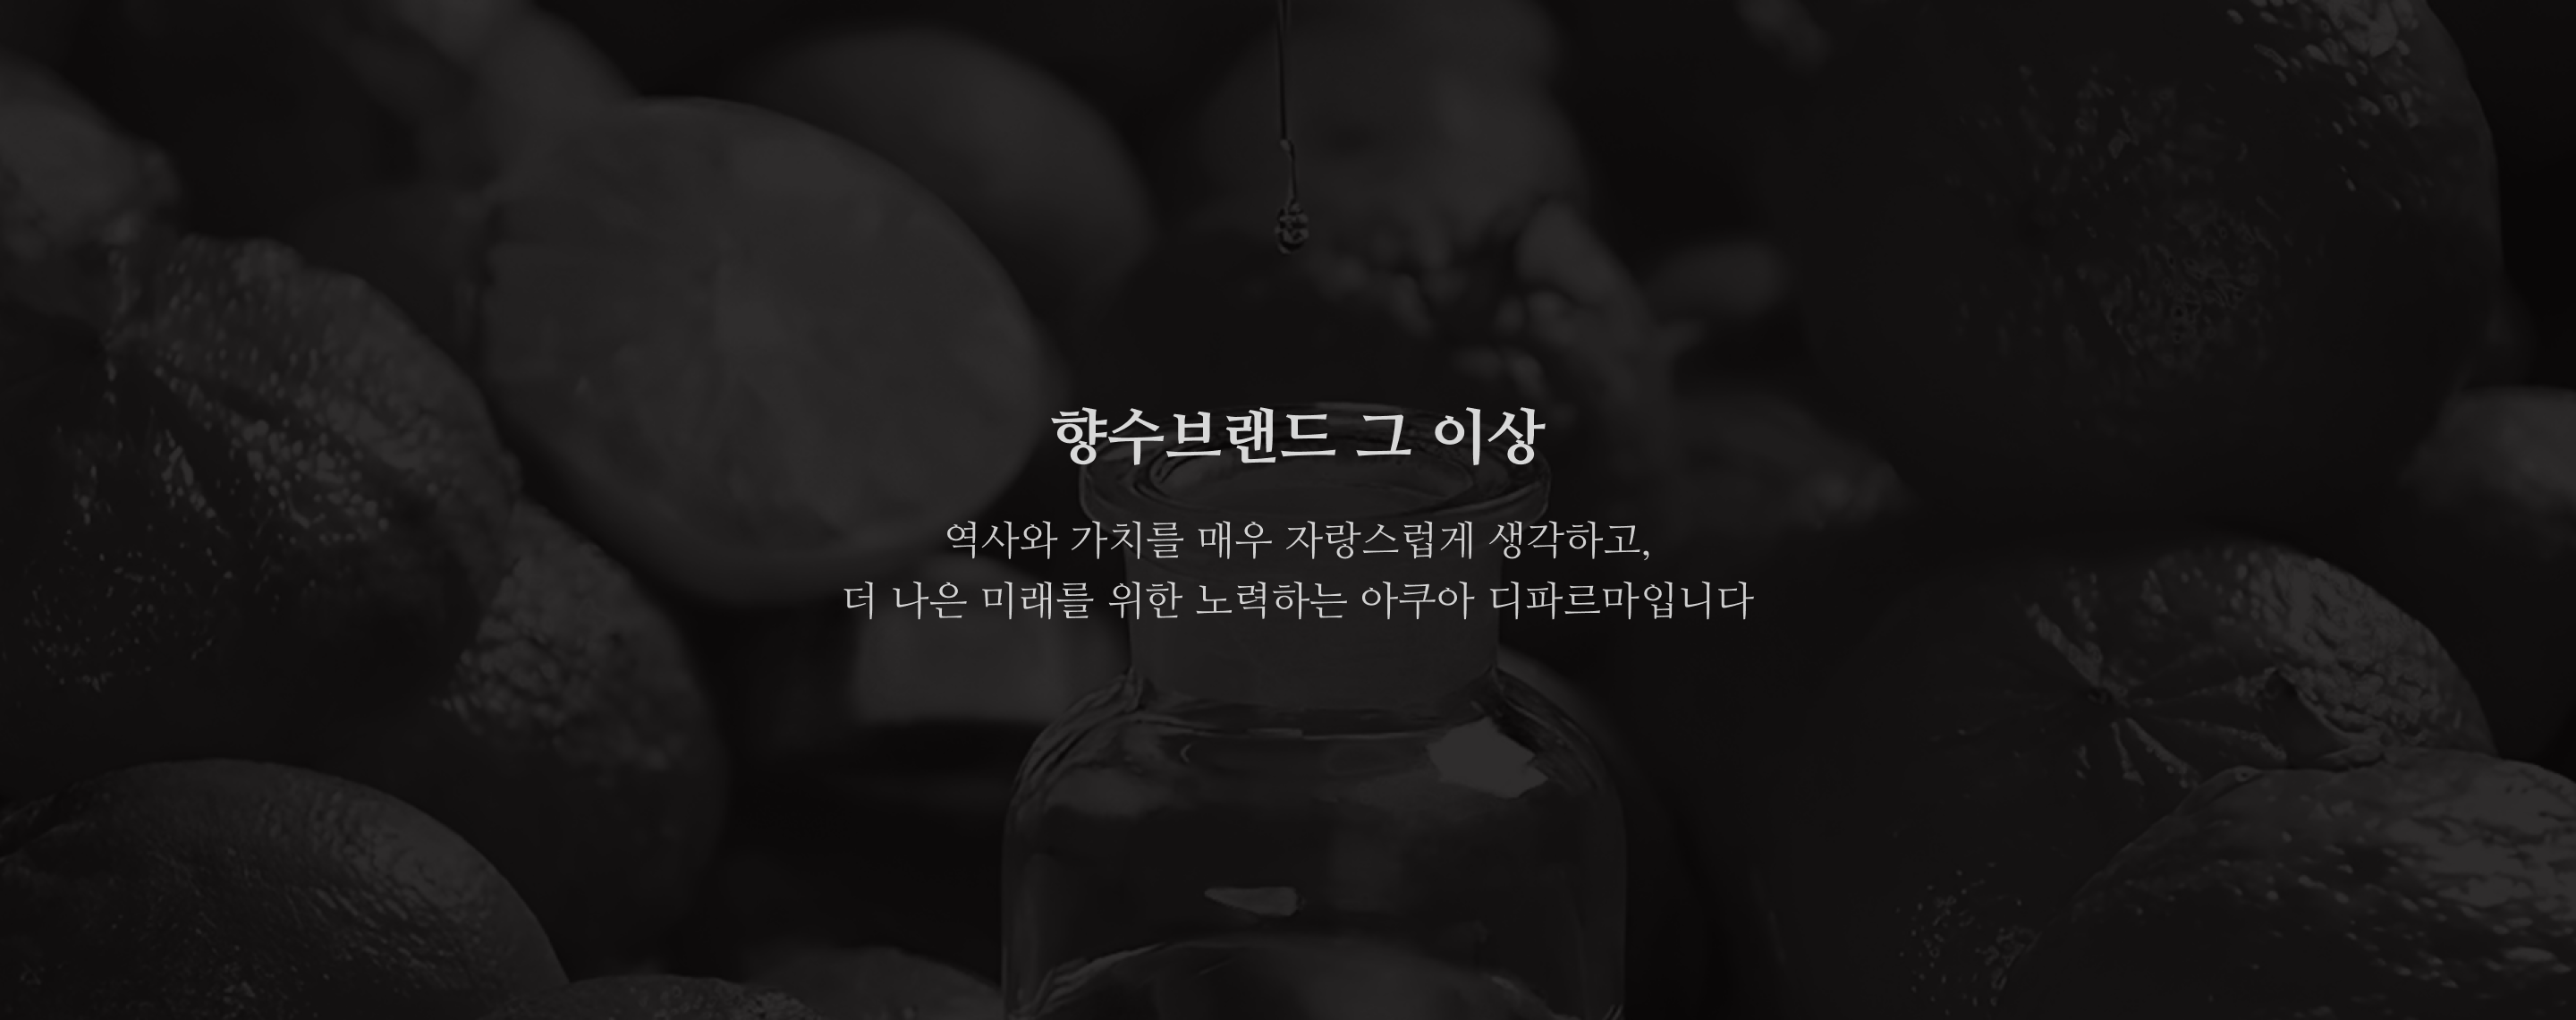 향수브랜드 그 이상
역사와 가치를 매우 자랑스럽게 생각하고,
더 나은 미래를 위한 노력하는 아쿠아 디파르마입니다